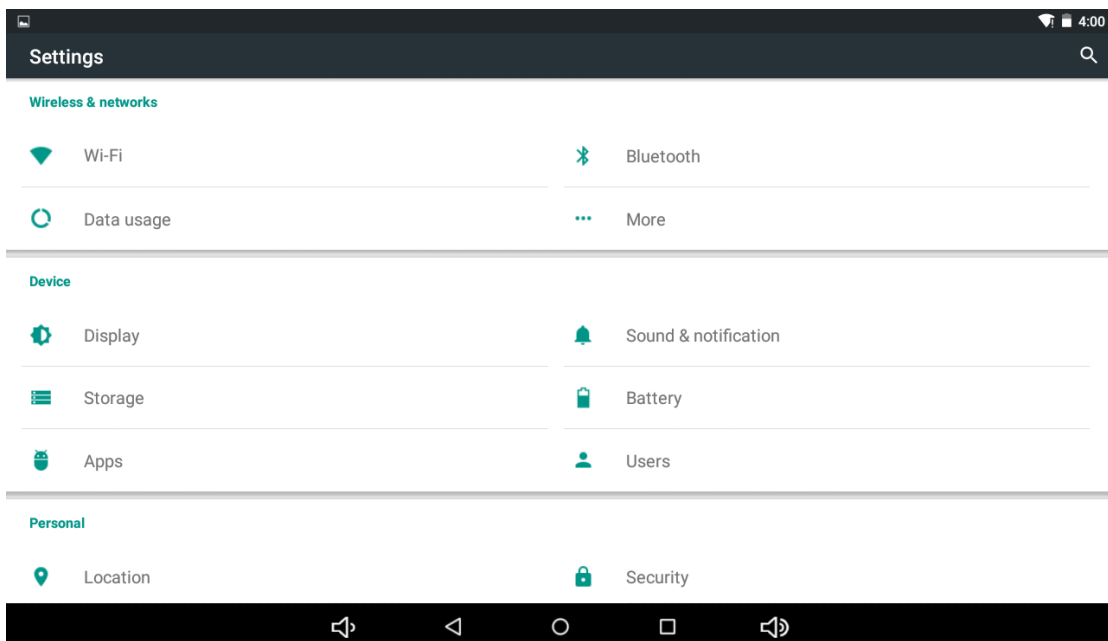 4:00
Settings
Wireless & networks
Wi-Fi
Bluetooth
Data usage
More
Device
Display
Sound & notification
Storage
Battery
Apps
Users
Personal
Location
Security